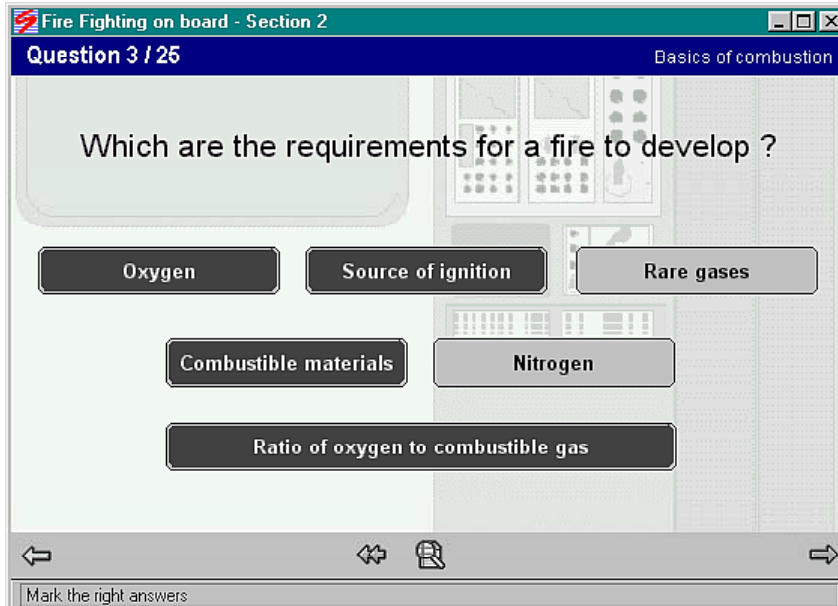 Fire Fighting on board - Section 2
Question 3 / 25
Basics of combustion
Which are the requirements for a fire to develop ?
Oxygen
Source of ignition
Rare gases
Combustible materials
Nitrogen
Ratio of oxygen to combustible gas
Mark the right answers